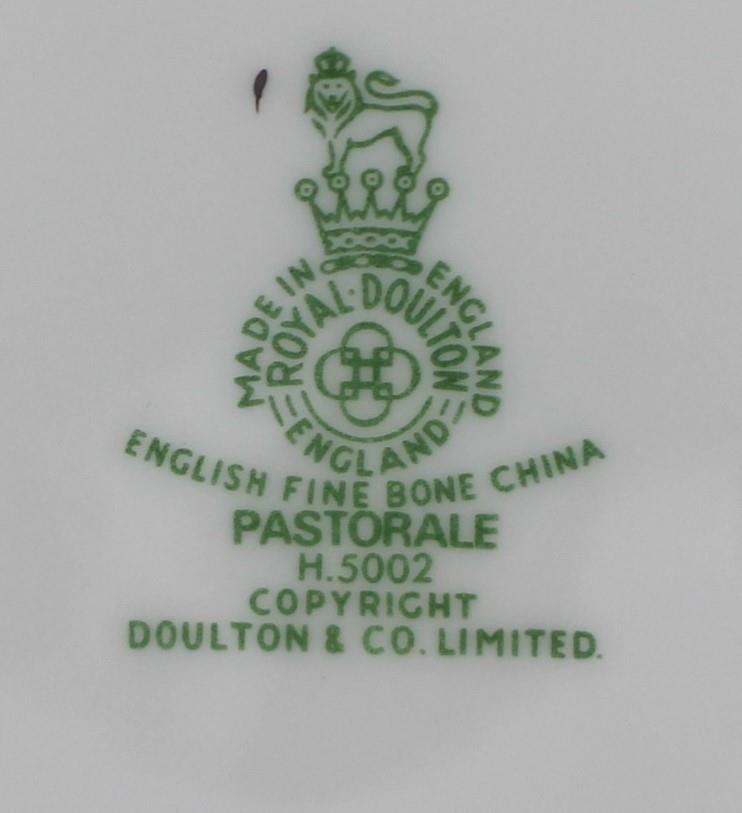 MADE IN ENGLAND
ROYAL·DOULTON
ENGLAND
ENGLISH FINE BONE CHINA
PASTORALE
H.5002
COPYRIGHT
DOULTON & CO. LIMITED.